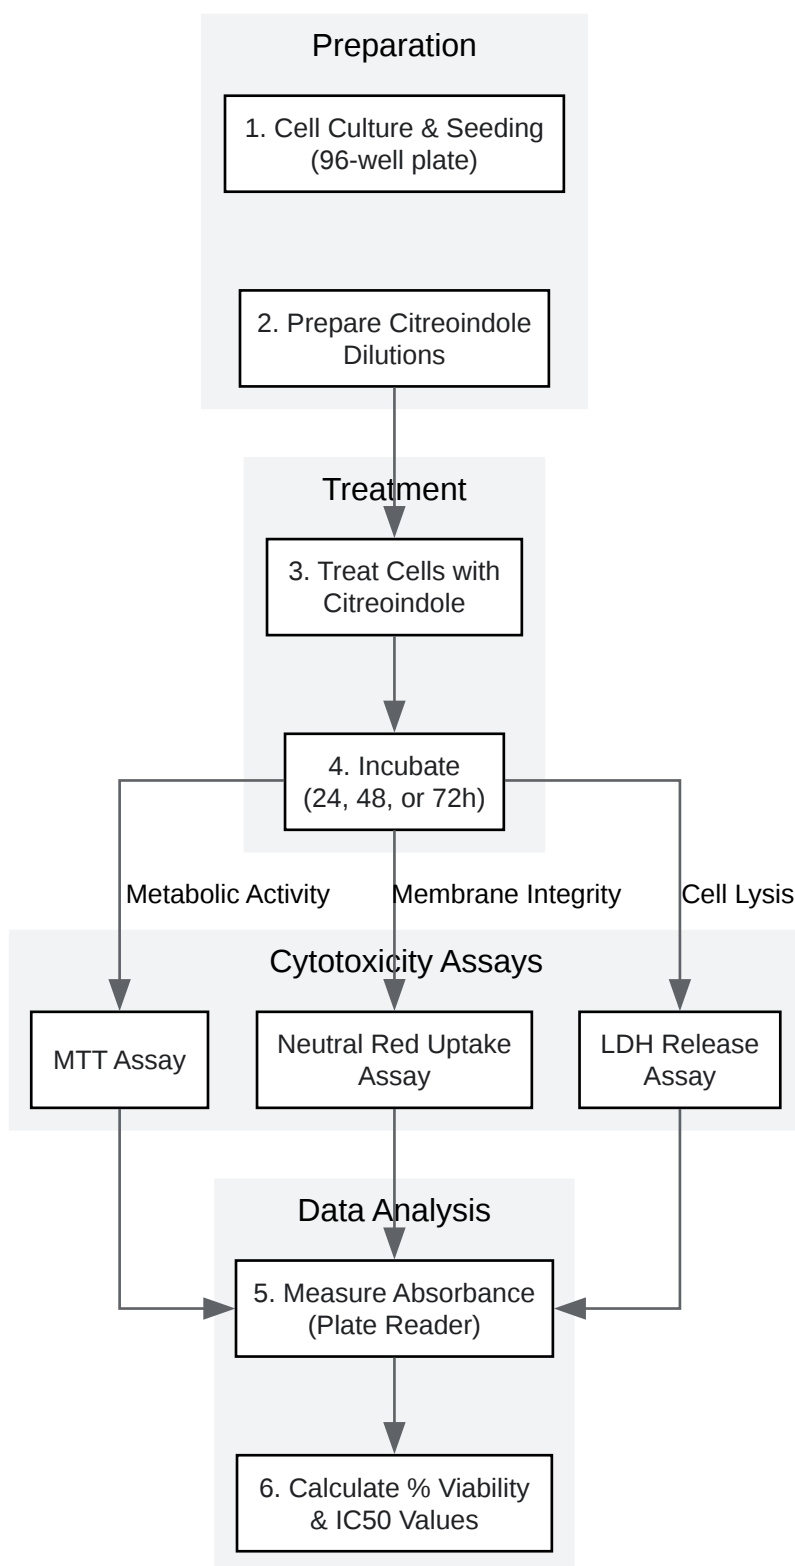 Preparation
1. Cell Culture & Seeding
(96-well plate)
2. Prepare Citreoindole
Dilutions
Treatment
3. Treat Cells with
Citreoindole
4. Incubate
(24, 48, or 72h)
Metabolic Activity
Membrane Integrity
Cell Lysis
Cytotoxicity Assays
MTT Assay
Neutral Red Uptake
Assay
LDH Release
Assay
Data Analysis
5. Measure Absorbance
(Plate Reader)
6. Calculate % Viability
& IC50 Values